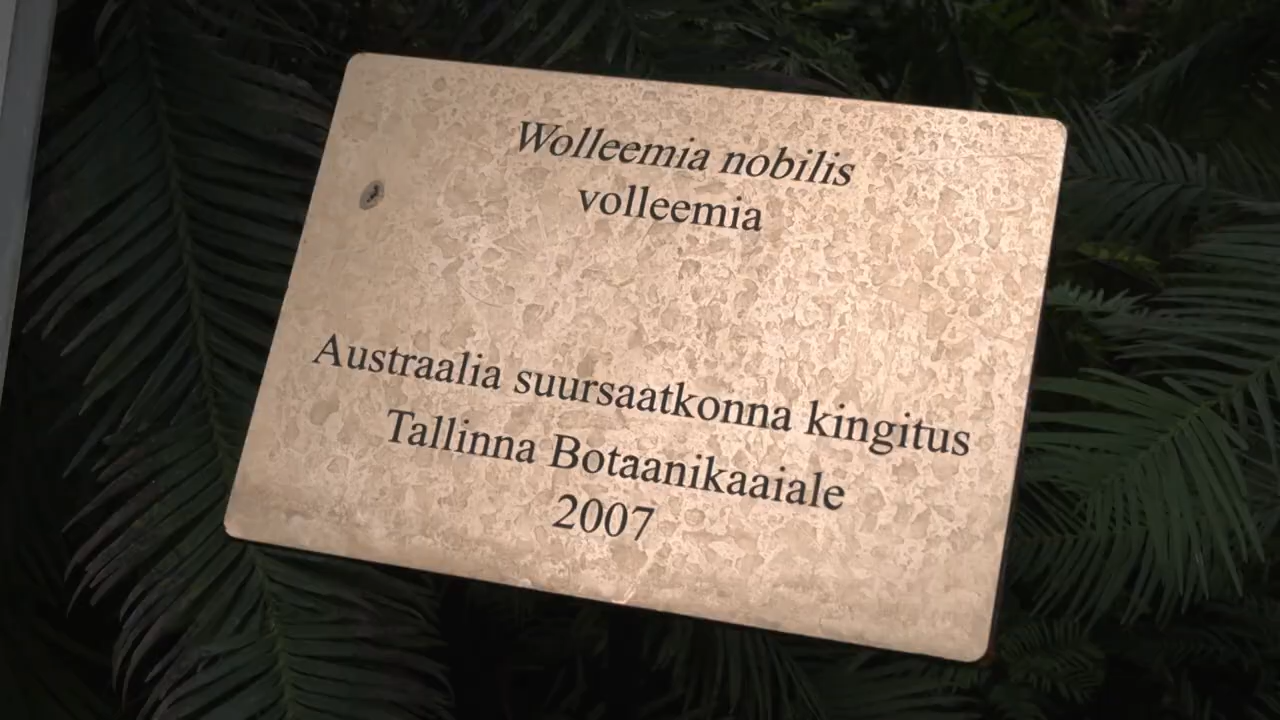 Wolleemia nobilis
volleemia
Austraalia suursaatkonna kingitus
Tallinna Botaanikaaiale
2007